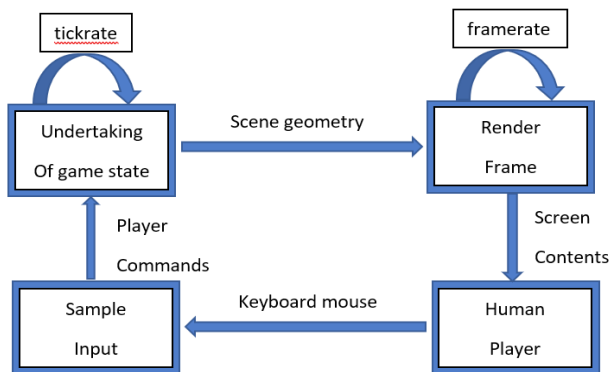 tickrate
framerate
Undertaking
Of game state
Scene geometry
Render
Frame
Player
Commands
Screen
Contents
Sample
Input
Keyboard mouse
Human
Player